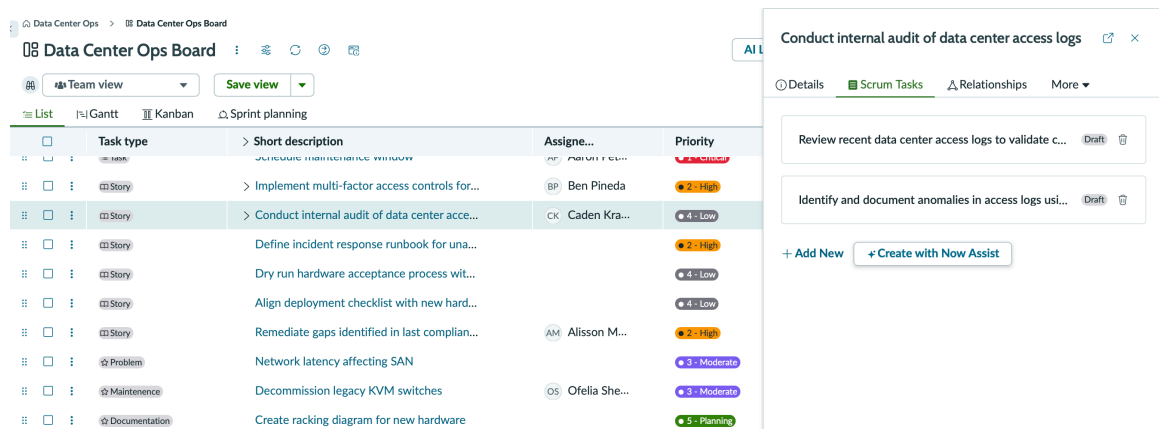 Data Center Ops > Data Center Ops Board
Data Center Ops Board
AI L
Team view
Save view
List Gantt Kanban Sprint planning
Task type Short description Assigne... Priority
Task Schedule maintenance window AP Aaron Pet... 1 - Critical
Story Implement multi-factor access controls for... BP Ben Pineda 2 - High
Story Conduct internal audit of data center acce... CK Caden Kra... 4 - Low
Story Define incident response runbook for una... 2 - High
Story Dry run hardware acceptance process wit... 4 - Low
Story Align deployment checklist with new hard... 4 - Low
Story Remediate gaps identified in last complian... AM Alisson M... 2 - High
Problem Network latency affecting SAN 3 - Moderate
Maintenence Decommission legacy KVM switches OS Ofelia She... 3 - Moderate
Documentation Create racking diagram for new hardware 5 - Planning
Conduct internal audit of data center access logs
Details Scrum Tasks Relationships More
Review recent data center access logs to validate c... Draft
Identify and document anomalies in access logs usi... Draft
+ Add New Create with Now Assist